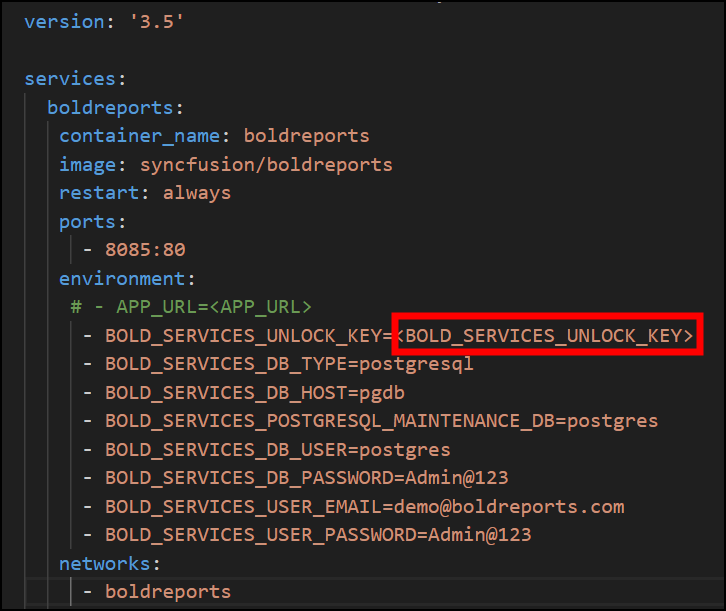 version: '3.5'
services:
boldreports:
container_name: boldreports
image: syncfusion/boldreports
restart: always
ports:
- 8085:80
environment:
# - APP_URL=<APP_URL>
- BOLD_SERVICES_UNLOCK_KEY=<BOLD_SERVICES_UNLOCK_KEY>
- BOLD_SERVICES_DB_TYPE=postgresql
- BOLD_SERVICES_DB_HOST=pgdb
- BOLD_SERVICES_POSTGRESQL_MAINTENANCE_DB=postgres
- BOLD_SERVICES_DB_USER=postgres
- BOLD_SERVICES_DB_PASSWORD=Admin@123
- BOLD_SERVICES_USER_EMAIL=demo@boldreports.com
- BOLD_SERVICES_USER_PASSWORD=Admin@123
networks:
- boldreports